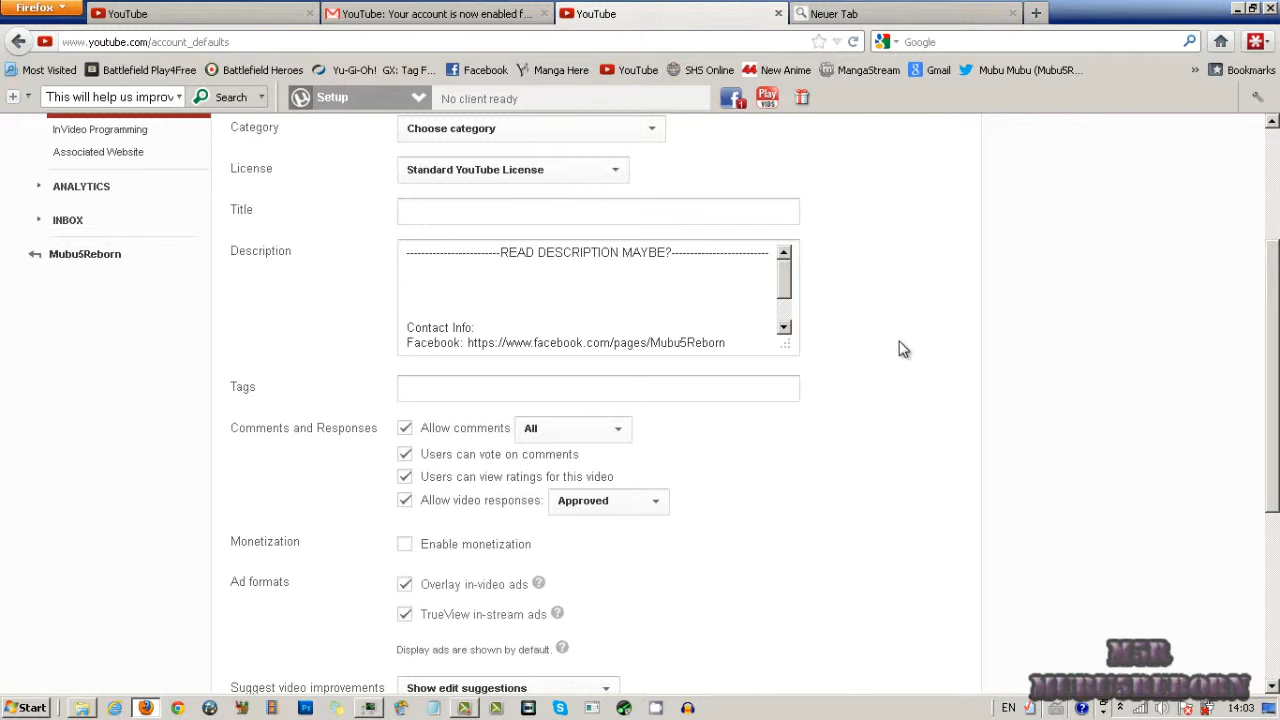 Firefox
YouTube
YouTube: Your account is now enabled f...
YouTube
Neuer Tab
www.youtube.com/account_defaults
Google
Most Visited
Battlefield Play4Free
Battlefield Heroes
Yu-Gi-Oh! GX: Tag F...
Facebook
Manga Here
YouTube
SHS Online
New Anime
MangaStream
Gmail
Mubu Mubu (Mubu5R...
Bookmarks
This will help us improv
Search
Setup
No client ready
Play
VIDS
InVideo Programming
Associated Website
ANALYTICS
INBOX
Mubu5Reborn
Category
Choose category
License
Standard YouTube License
Title
Description
-------------------------READ DESCRIPTION MAYBE?--------------------------
Contact Info:
Facebook: https://www.facebook.com/pages/Mubu5Reborn
Tags
Comments and Responses
Allow comments
All
Users can vote on comments
Users can view ratings for this video
Allow video responses:
Approved
Monetization
Enable monetization
Ad formats
Overlay in-video ads
TrueView in-stream ads
Display ads are shown by default.
Suggest video improvements
Show edit suggestions
M5R
MUBU5REBORN
Start
EN
14:03